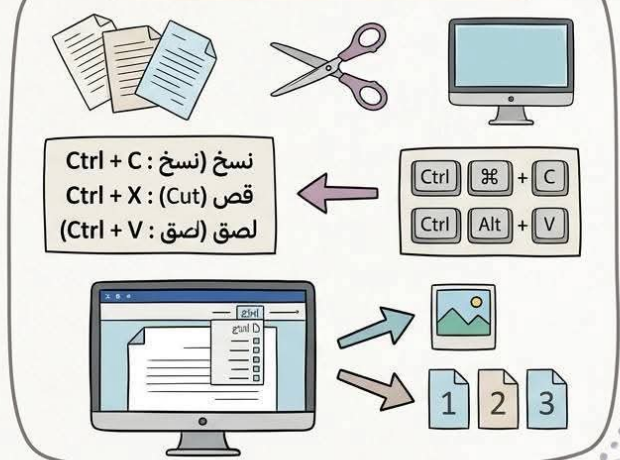 نسخ (نسخ : Ctrl + C
قص (Cut) : Ctrl + X
لصق (لصق : Ctrl + V)
Ctrl ⌘ + C
Ctrl Alt + V
1 2 3